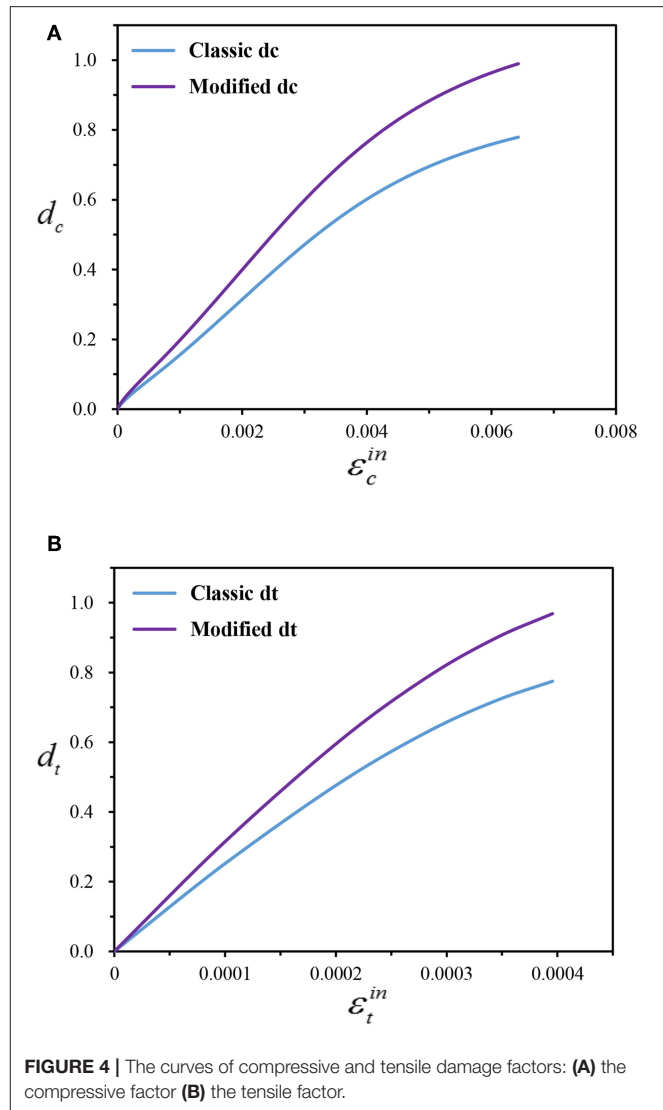 A
Classic dc
Modified dc
1.0
0.8
0.6
0.4
0.2
0.0
d_c
0 0.002 0.004 0.006 0.008
ε_c^{in}
B
Classic dt
Modified dt
1.0
0.8
0.6
0.4
0.2
0.0
d_t
0 0.0001 0.0002 0.0003 0.0004
ε_t^{in}
FIGURE 4 | The curves of compressive and tensile damage factors: (A) the
compressive factor (B) the tensile factor.